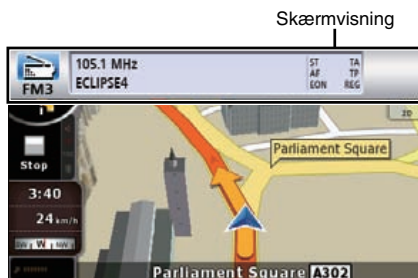 Skærmvisning
105.1 MHz
ECLIPSE4
FM3
ST TA
AF TP
EON REG
20
Stop
Parliament Square
3:40
24 km/h
W
Parliament Square A302